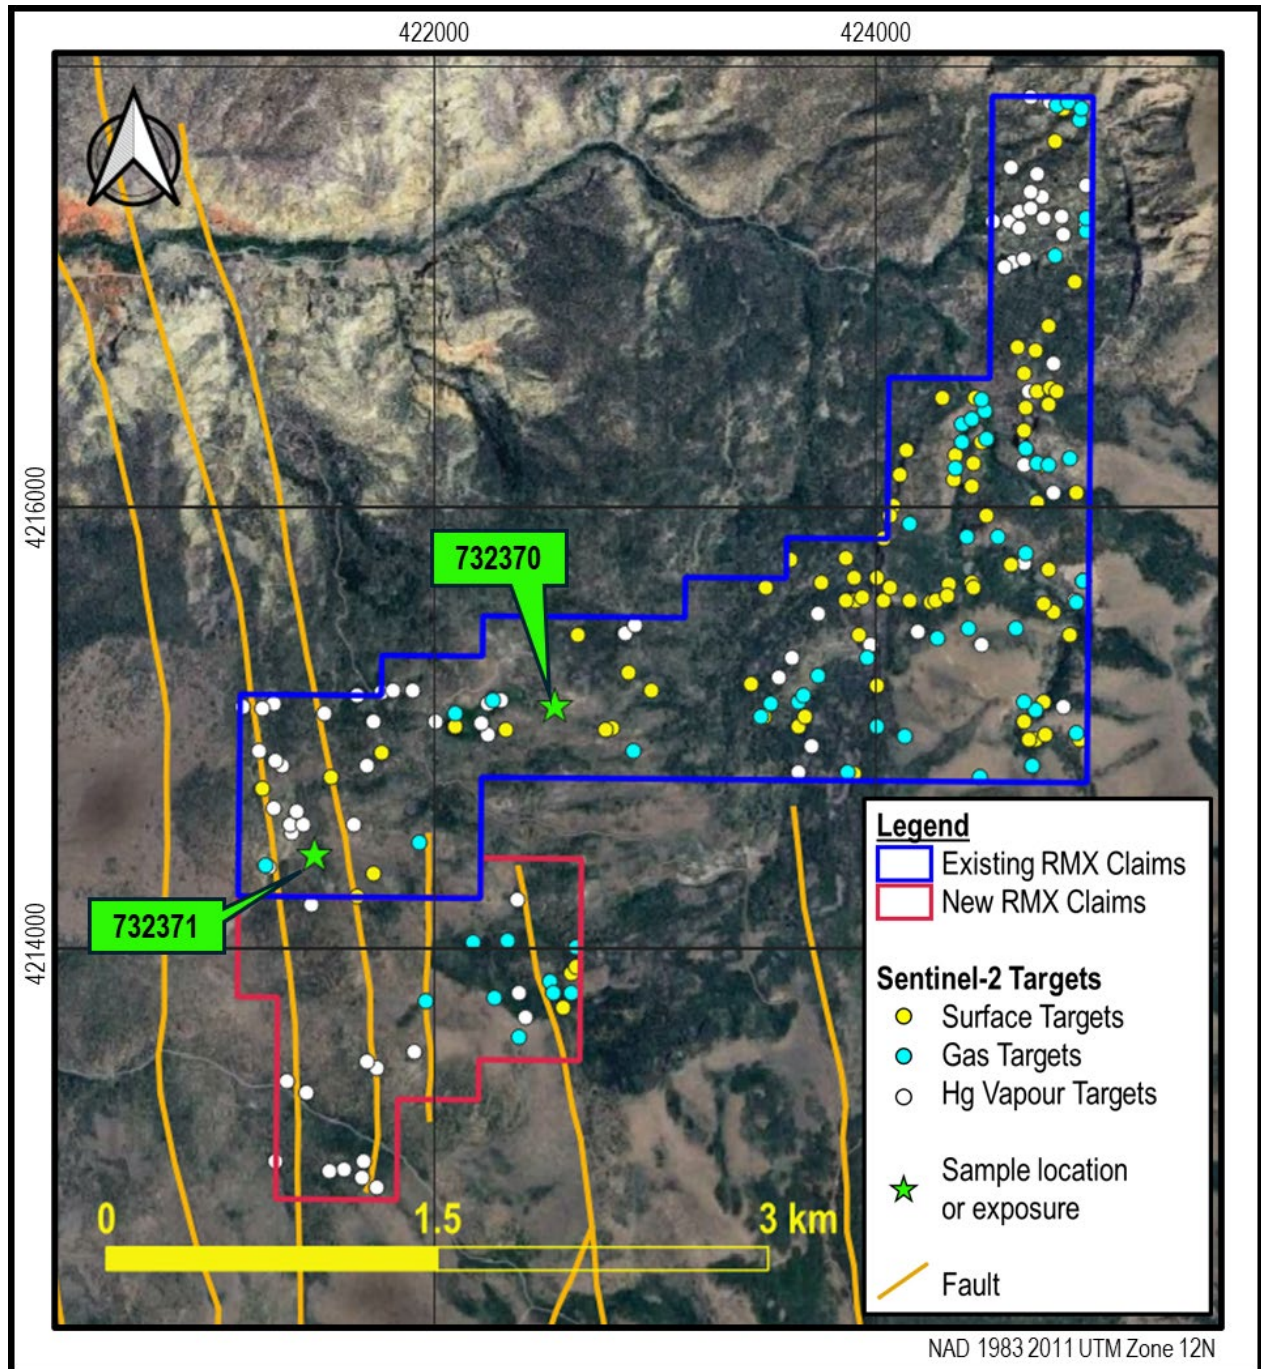 422000
424000
4216000
732370
732371
4214000
Legend
Existing RMX Claims
New RMX Claims
Sentinel-2 Targets
Surface Targets
Gas Targets
Hg Vapour Targets
Sample location
or exposure
Fault
0
1.5
3 km
NAD 1983 2011 UTM Zone 12N